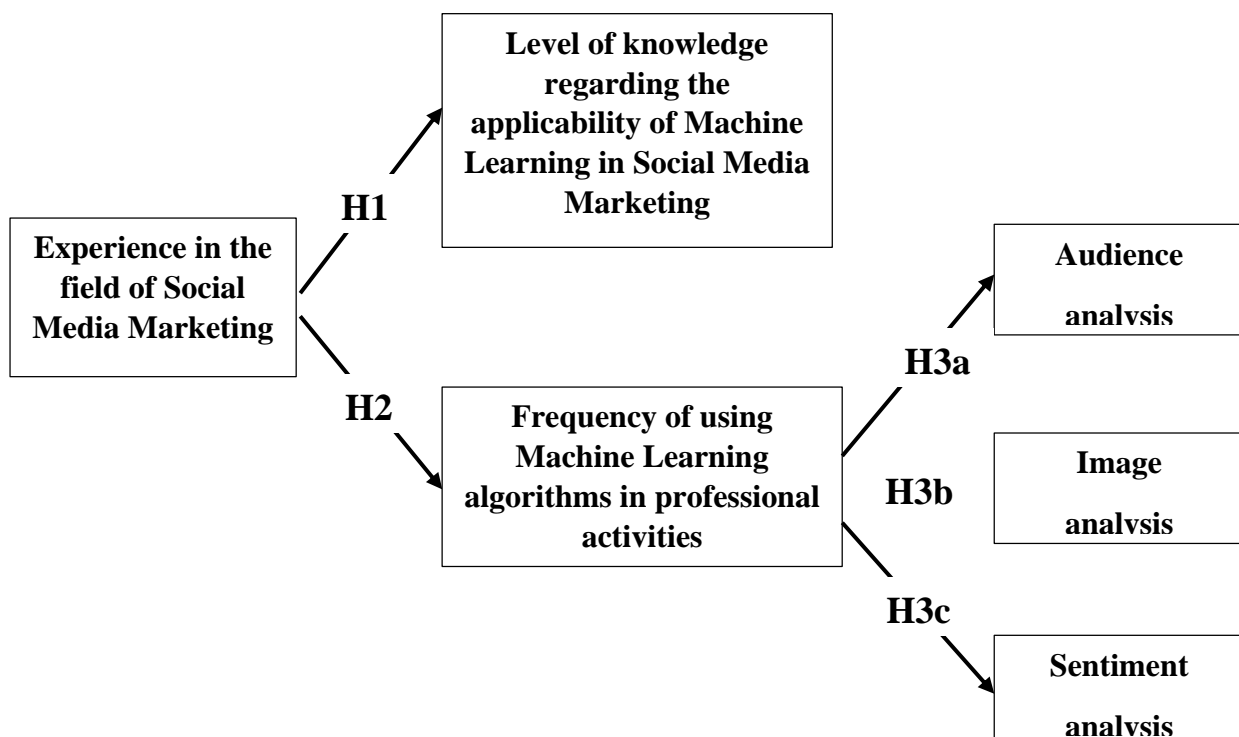 Level of knowledge
regarding the
applicability of Machine
Learning in Social Media
Marketing
H1
Experience in the
field of Social
Media Marketing
H2
Frequency of using
Machine Learning
algorithms in professional
activities
H3a
Audience
analysis
H3b
Image
analysis
H3c
Sentiment
analysis